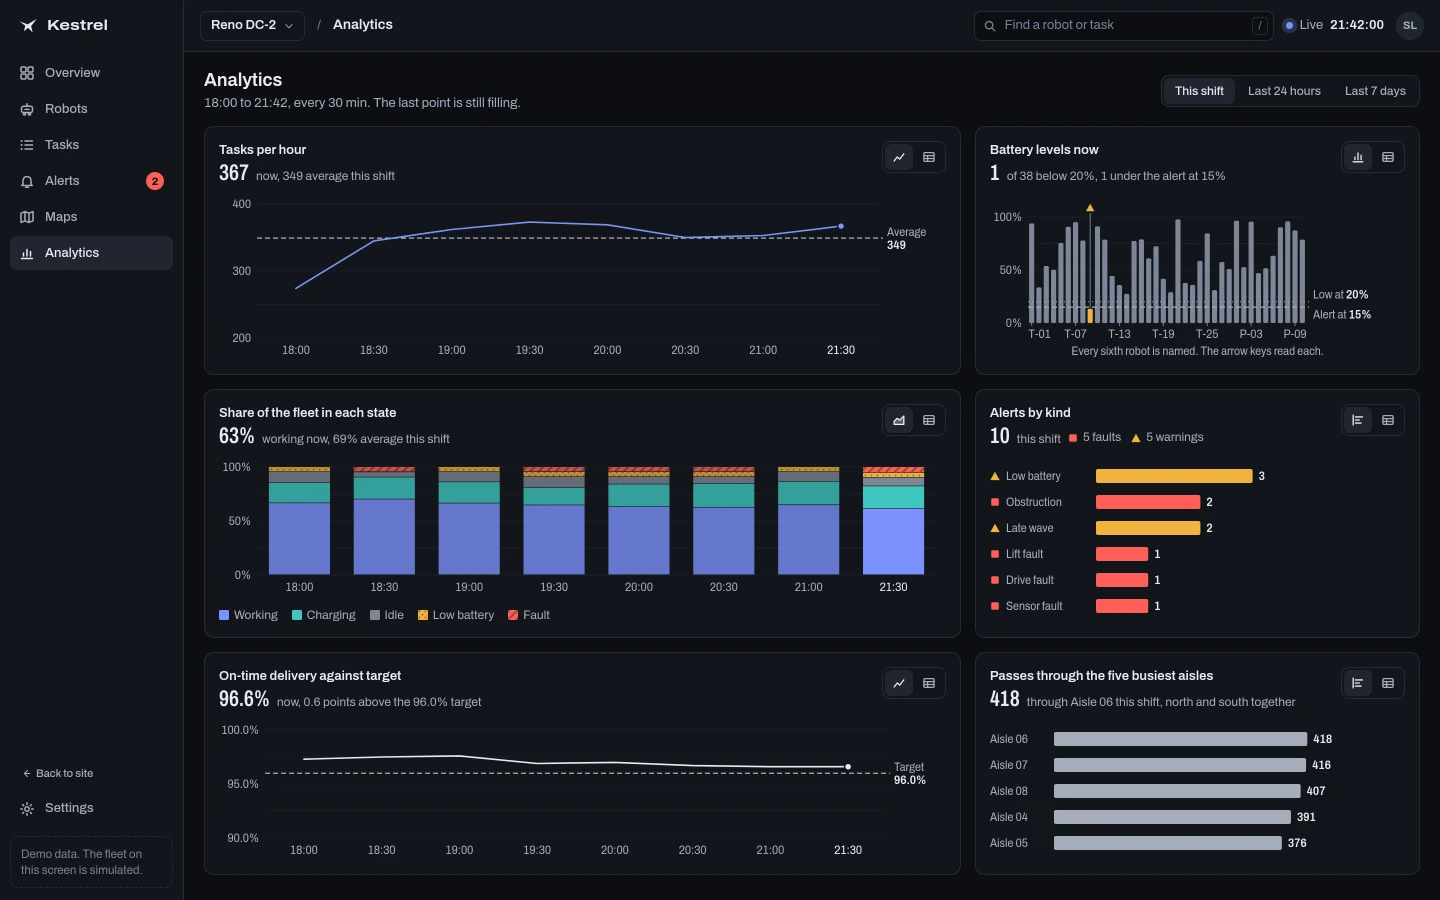 Kestrel
Reno DC-2 / Analytics
Find a robot or task /
Live 21:42:00 SL
Overview
Robots
Tasks
Alerts 2
Maps
Analytics
Back to site
Settings
Demo data. The fleet on
this screen is simulated.
Analytics
18:00 to 21:42, every 30 min. The last point is still filling.
This shift Last 24 hours Last 7 days
Tasks per hour
367 now, 349 average this shift
400
300
200
Average
349
18:00 18:30 19:00 19:30 20:00 20:30 21:00 21:30
Battery levels now
1 of 38 below 20%, 1 under the alert at 15%
100%
50%
0%
Low at 20%
Alert at 15%
T-01 T-07 T-13 T-19 T-25 P-03 P-09
Every sixth robot is named. The arrow keys read each.
Share of the fleet in each state
63% working now, 69% average this shift
100%
50%
0%
18:00 18:30 19:00 19:30 20:00 20:30 21:00 21:30
Working Charging Idle Low battery Fault
Alerts by kind
10 this shift 5 faults 5 warnings
Low battery 3
Obstruction 2
Late wave 2
Lift fault 1
Drive fault 1
Sensor fault 1
On-time delivery against target
96.6% now, 0.6 points above the 96.0% target
100.0%
95.0%
90.0%
Target
96.0%
18:00 18:30 19:00 19:30 20:00 20:30 21:00 21:30
Passes through the five busiest aisles
418 through Aisle 06 this shift, north and south together
Aisle 06 418
Aisle 07 416
Aisle 08 407
Aisle 04 391
Aisle 05 376